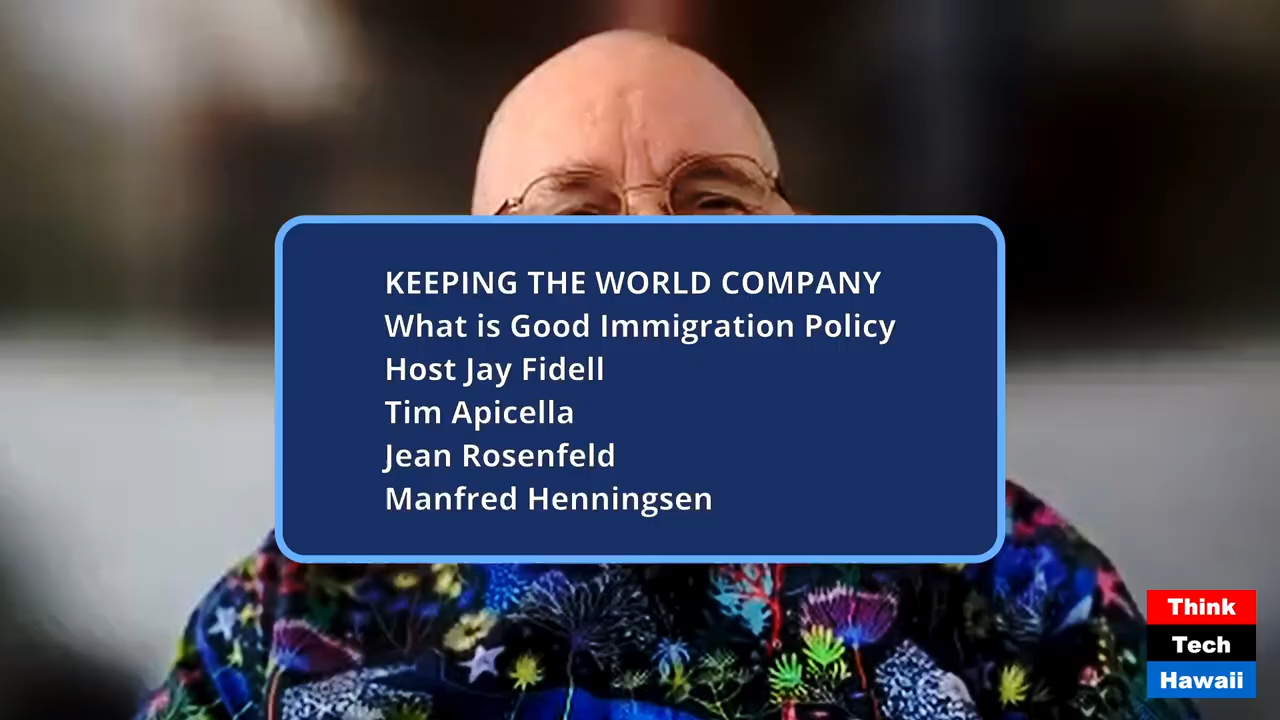 KEEPING THE WORLD COMPANY
What is Good Immigration Policy
Host Jay Fidell
Tim Apicella
Jean Rosenfeld
Manfred Henningsen
Think
Tech
Hawaii